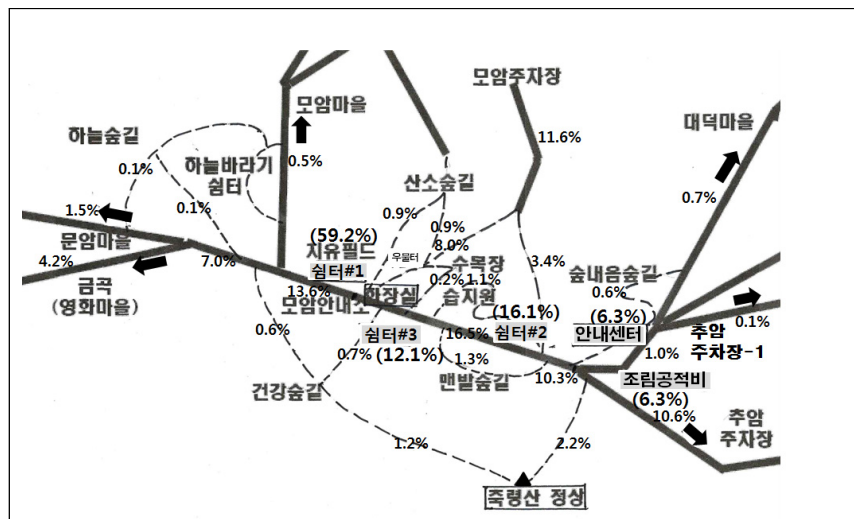 모암주차장
모암마을
11.6%
대덕마을
하늘숲길
0.5%
하늘바라기
쉼터
0.1%
산소숲길
0.7%
0.1%
1.5%
0.9%
0.9%
문암마을
(59.2%)
8.0%
치유필드
우물터
수목장
3.4%
숲내음숲길
4.2%
7.0%
쉼터#1
0.2%
1.1%
금곡
(영화마을)
13.6%
화장실
습지원
0.6%
모암안내소
(16.1%)
(6.3%)
0.1%
0.6%
쉼터#3
16.5%
쉼터#2
안내센터
추암
주차장-1
0.7%
(12.1%)
1.3%
1.0%
건강숲길
맨발숲길
10.3%
조림공적비
(6.3%)
10.6%
추암
주차장
1.2%
2.2%
죽령산 정상